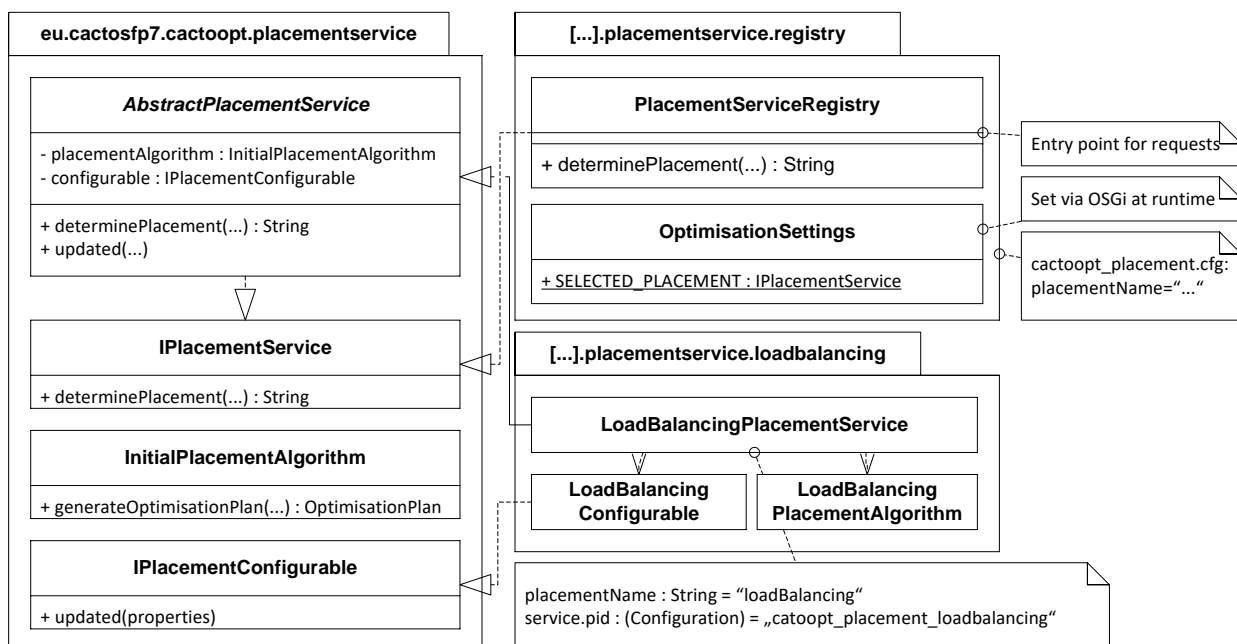 eu.cactosfp7.cactoopt.placementservice
AbstractPlacementService
- placementAlgorithm : InitialPlacementAlgorithm
- configurable : IPlacementConfigurable
+ determinePlacement(...) : String
+ updated(...)
IPlacementService
+ determinePlacement(...) : String
InitialPlacementAlgorithm
+ generateOptimisationPlan(...) : OptimisationPlan
IPlacementConfigurable
+ updated(properties)
[...].placementservice.registry
PlacementServiceRegistry
+ determinePlacement(...) : String
OptimisationSettings
+ SELECTED_PLACEMENT : IPlacementService
Entry point for requests
Set via OSGi at runtime
cactoopt_placement.cfg:
placementName=“...“
[...].placementservice.loadbalancing
LoadBalancingPlacementService
LoadBalancing
Configurable
LoadBalancing
PlacementAlgorithm
placementName : String = “loadBalancing“
service.pid : (Configuration) = „catoopt_placement_loadbalancing“